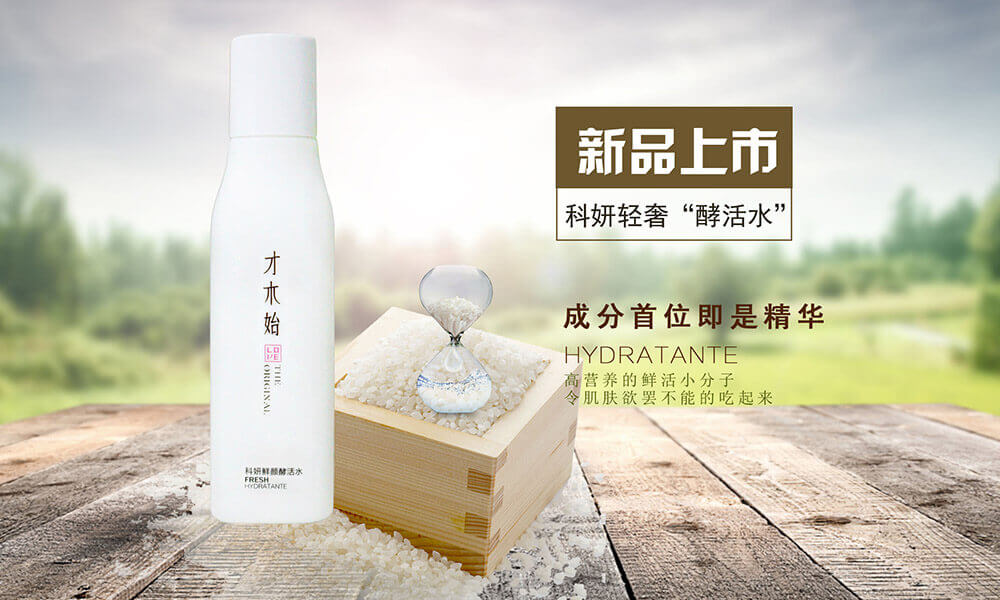 才木始
LOVE
THE ORIGINAL
科妍鲜颜酵活水
FRESH
HYDRATANTE
新品上市
科妍轻奢“酵活水”
成分首位即是精华
HYDRATANTE
高营养的鲜活小分子
令肌肤欲罢不能的吃起来